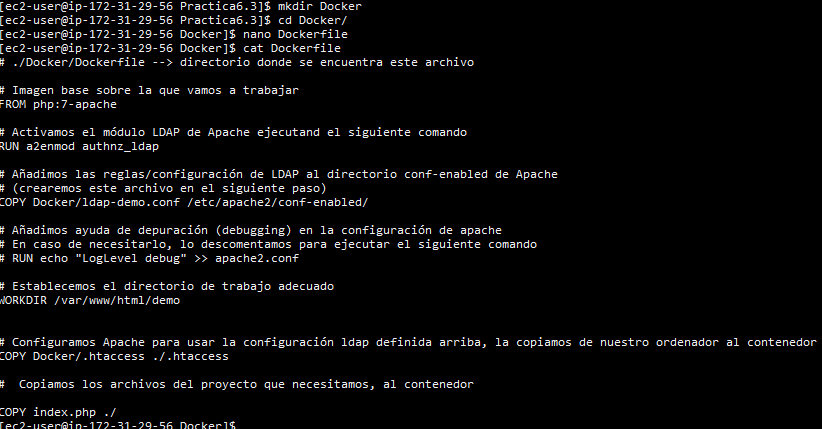 [ec2-user@ip-172-31-29-56 Practica6.3]$ mkdir Docker
[ec2-user@ip-172-31-29-56 Practica6.3]$ cd Docker/
[ec2-user@ip-172-31-29-56 Docker]$ nano Dockerfile
[ec2-user@ip-172-31-29-56 Docker]$ cat Dockerfile
# ./Docker/Dockerfile --> directorio donde se encuentra este archivo
# Imagen base sobre la que vamos a trabajar
FROM php:7-apache
# Activamos el módulo LDAP de Apache ejecutand el siguiente comando
RUN a2enmod authnz_ldap
# Añadimos las reglas/configuración de LDAP al directorio conf-enabled de Apache
# (crearemos este archivo en el siguiente paso)
COPY Docker/ldap-demo.conf /etc/apache2/conf-enabled/
# Añadimos ayuda de depuración (debugging) en la configuración de apache
# En caso de necesitarlo, lo descomentamos para ejecutar el siguiente comando
# RUN echo "LogLevel debug" >> apache2.conf
# Establecemos el directorio de trabajo adecuado
WORKDIR /var/www/html/demo
# Configuramos Apache para usar la configuración ldap definida arriba, la copiamos de nuestro ordenador al contenedor
COPY Docker/.htaccess ./.htaccess
#  Copiamos los archivos del proyecto que necesitamos, al contenedor
COPY index.php ./
[ec2-user@ip-172-31-29-56 Docker]$